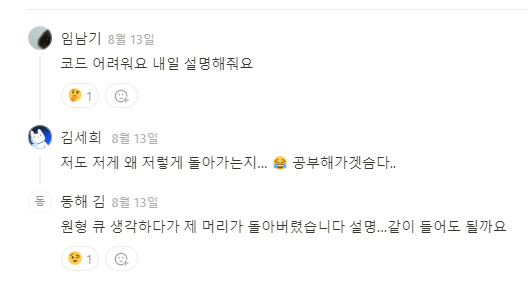 임남기 8월 13일
코드 어려워요 내일 설명해줘요
🤔 1
김세희 8월 13일
저도 저게 왜 저렇게 돌아가는지... 😂 공부해가겟슴다..
동 동해 김 8월 13일
원형 큐 생각하다가 제 머리가 돌아버렸습니다 설명...같이 들어도 될까요
😉 1